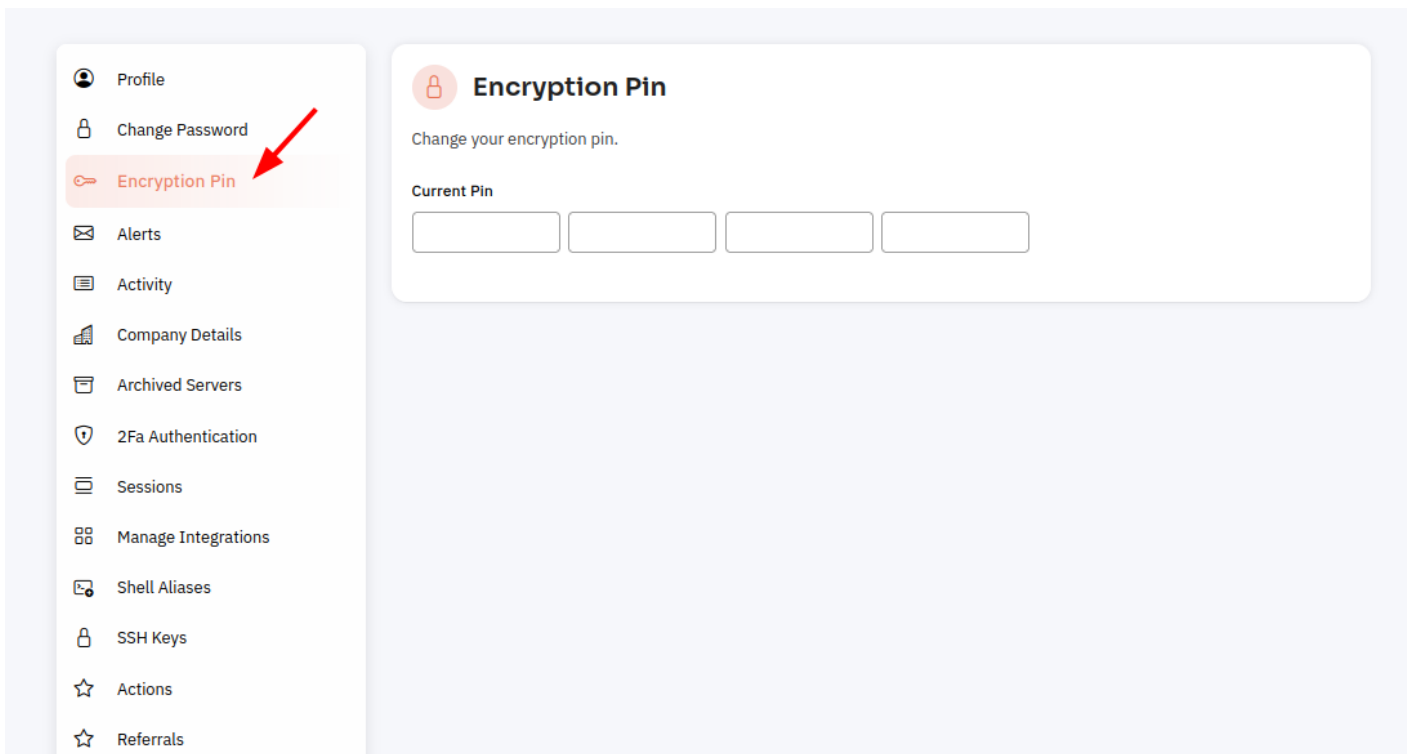 Profile
Change Password
Encryption Pin
Alerts
Activity
Company Details
Archived Servers
2Fa Authentication
Sessions
Manage Integrations
Shell Aliases
SSH Keys
Actions
Referrals
Encryption Pin
Change your encryption pin.
Current Pin